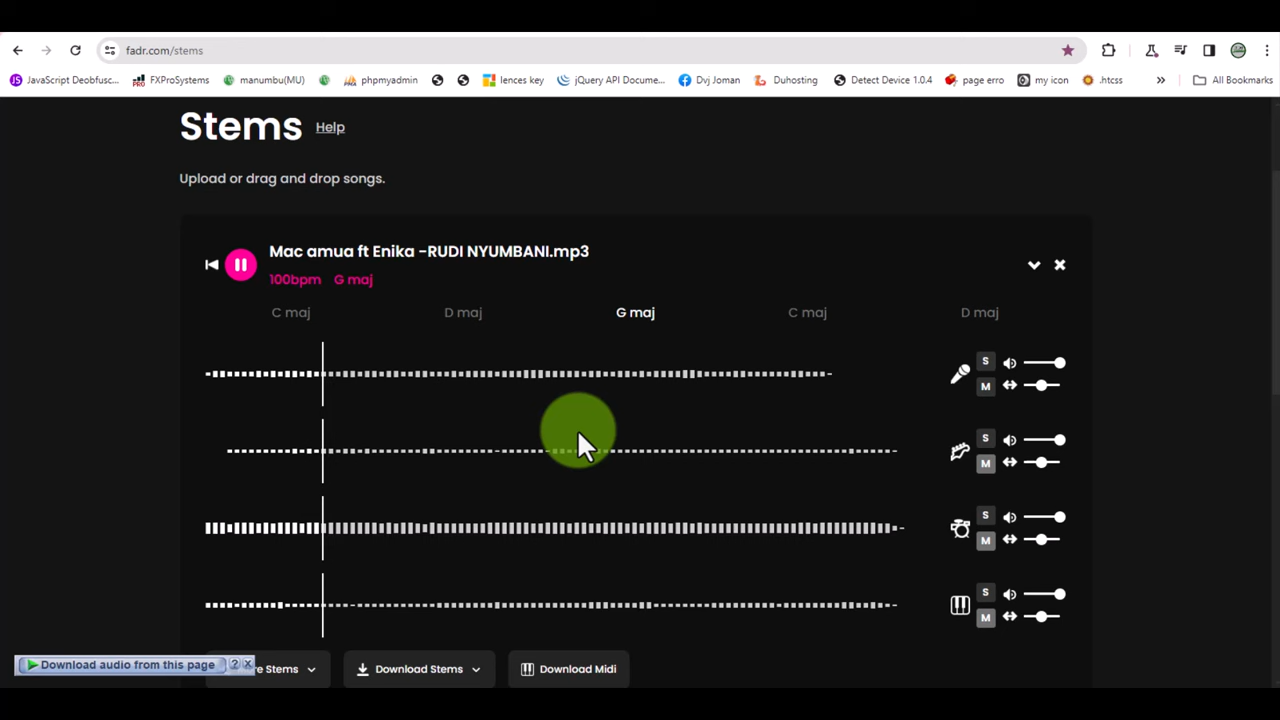 fadr.com/stems
JavaScript Deobfusc... FXProSystems manumbu(MU) phpmyadmin lences key jQuery API Docume... Dvj Joman Duhosting Detect Device 1.0.4 page erro my icon .htcss » All Bookmarks
Stems Help
Upload or drag and drop songs.
Mac amua ft Enika -RUDI NYUMBANI.mp3
100bpm G maj
C maj D maj G maj C maj D maj
S
M
S
M
S
M
S
M
Download audio from this page ? x
Stems Download Stems Download Midi